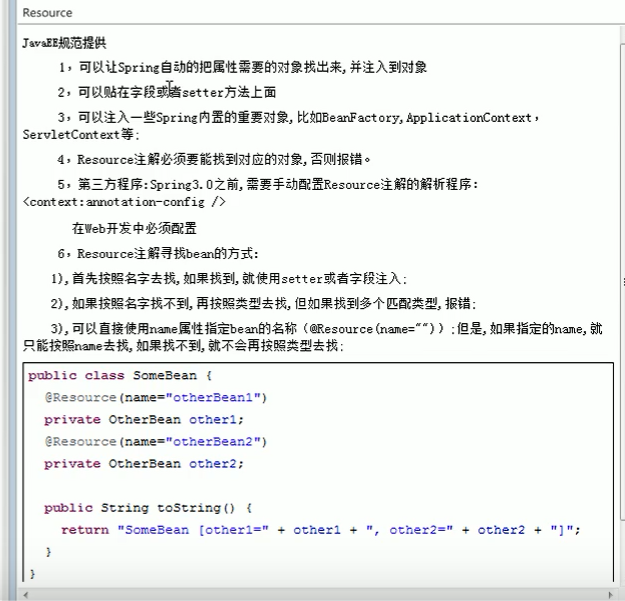 Resource
JavaEE规范提供
1，可以让Spring自动的把属性需要的对象找出来,并注入到对象
2，可以贴在字段或者setter方法上面
3，可以注入一些Spring内置的重要对象,比如BeanFactory,ApplicationContext，
ServletContext等;
4，Resource注解必须要能找到对应的对象,否则报错。
5，第三方程序:Spring3.0之前,需要手动配置Resource注解的解析程序:
<context:annotation-config />
在Web开发中必须配置
6，Resource注解寻找bean的方式:
1),首先按照名字去找,如果找到,就使用setter或者字段注入;
2),如果按照名字找不到,再按照类型去找,但如果找到多个匹配类型,报错;
3),可以直接使用name属性指定bean的名称（@Resource(name="")）;但是,如果指定的name,就
只能按照name去找,如果找不到,就不会再按照类型去找;
public class SomeBean {
@Resource(name="otherBean1")
private OtherBean other1;
@Resource(name="otherBean2")
private OtherBean other2;
public String toString() {
return "SomeBean [other1=" + other1 + ", other2=" + other2 + "]";
}
}